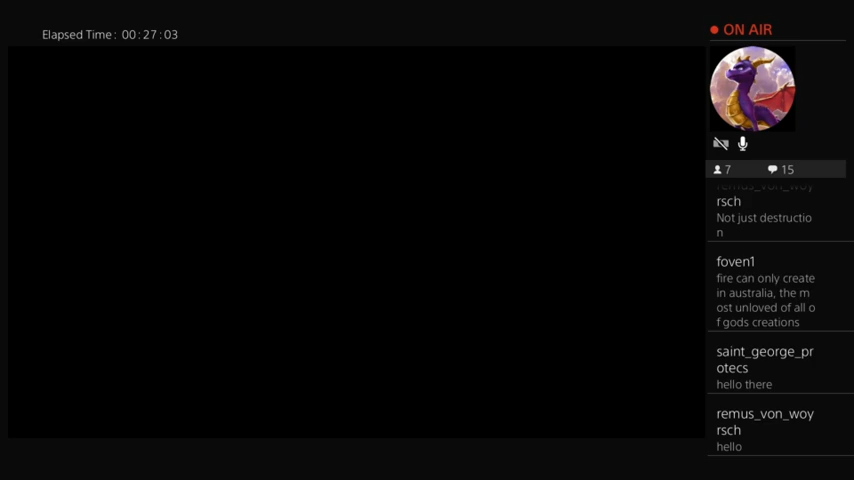 Elapsed Time: 00:27:03
ON AIR
7 15
remus_von_woy
rsch
Not just destructio
n
foven1
fire can only create
in australia, the m
ost unloved of all o
f gods creations
saint_george_pr
otecs
hello there
remus_von_woy
rsch
hello